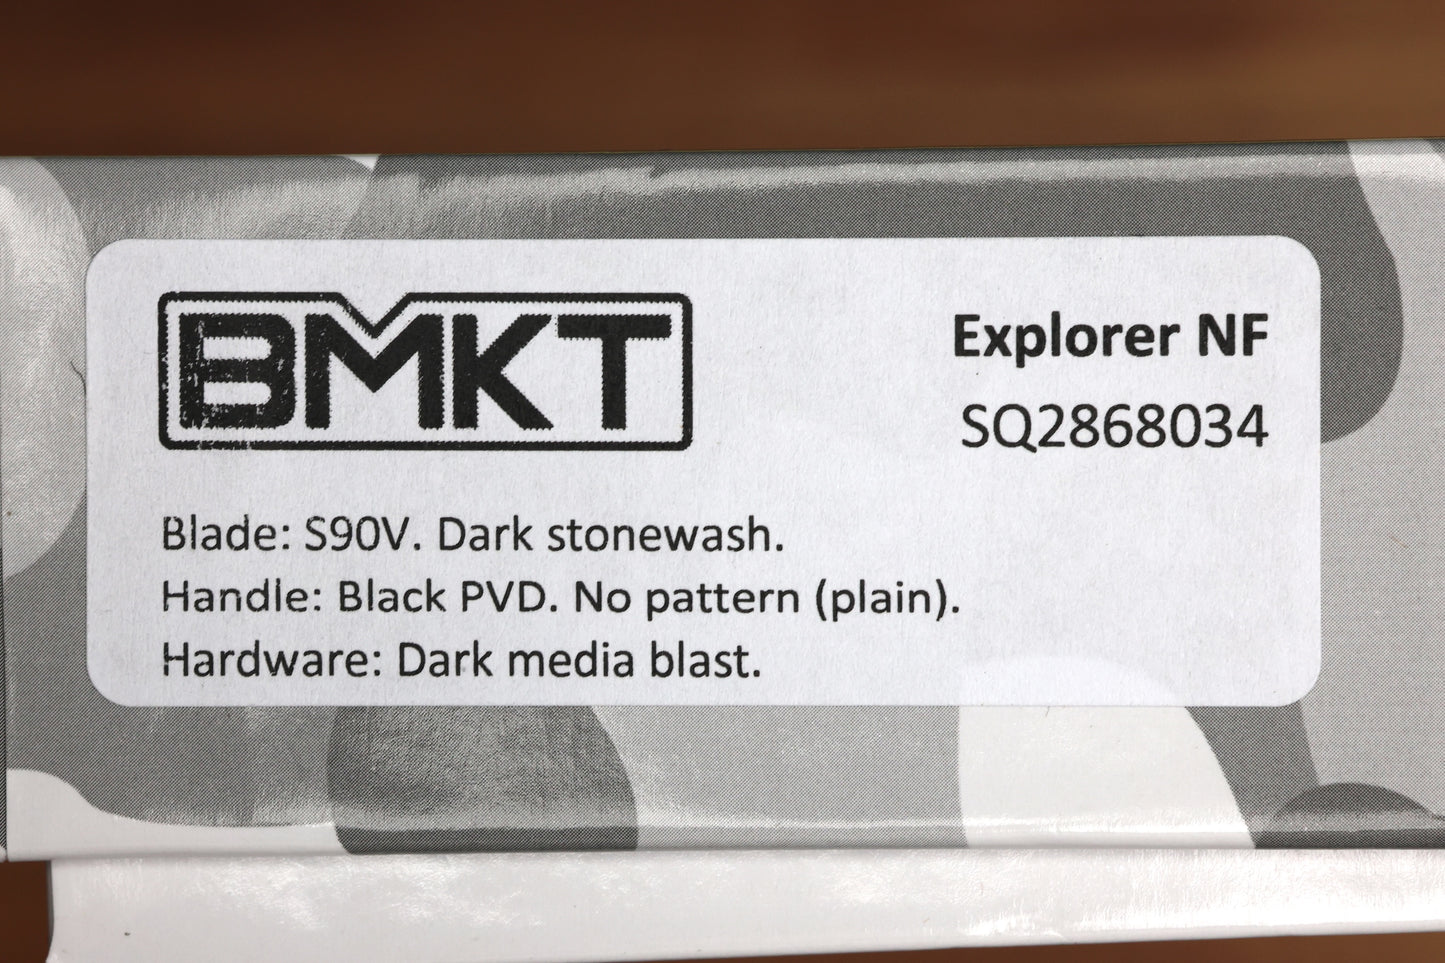 BMKT
Explorer NF
SQ2868034
Blade: S90V. Dark stonewash.
Handle: Black PVD. No pattern (plain).
Hardware: Dark media blast.